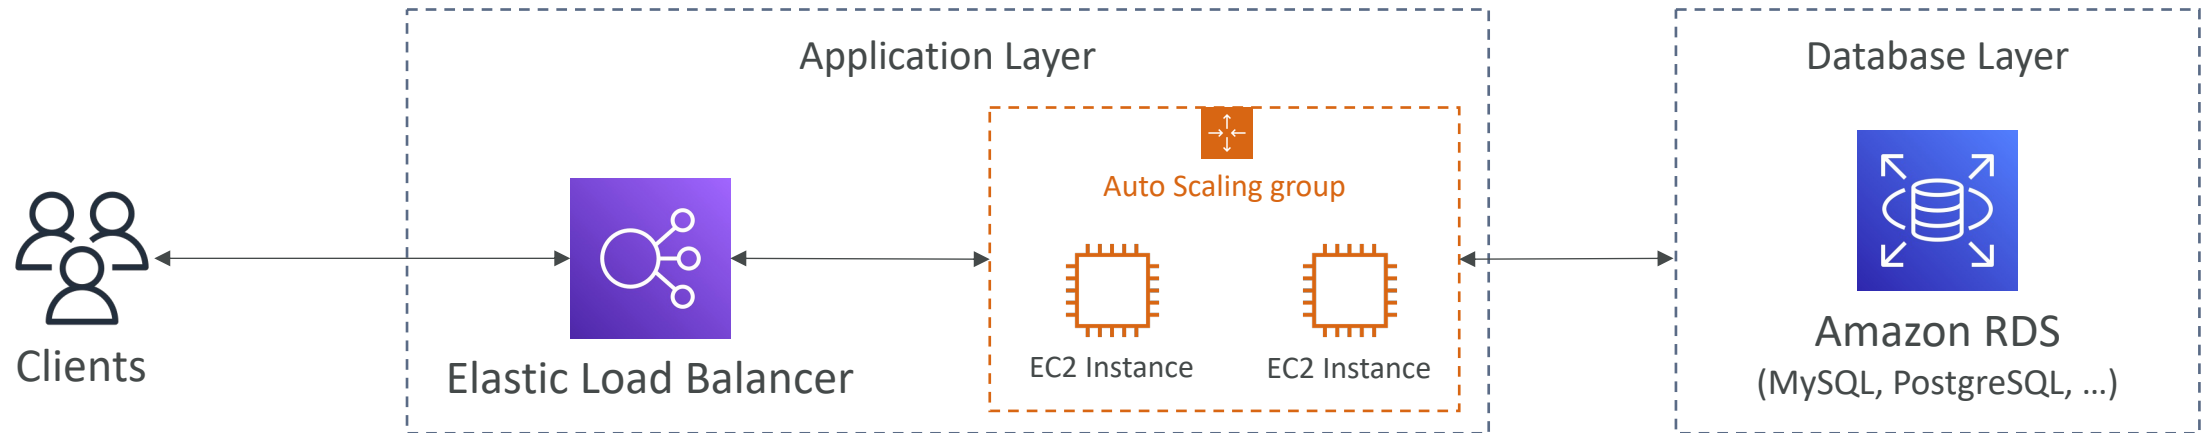 Application Layer
Database Layer
Auto Scaling group
Clients
Elastic Load Balancer
EC2 Instance
EC2 Instance
Amazon RDS
(MySQL, PostgreSQL, …)